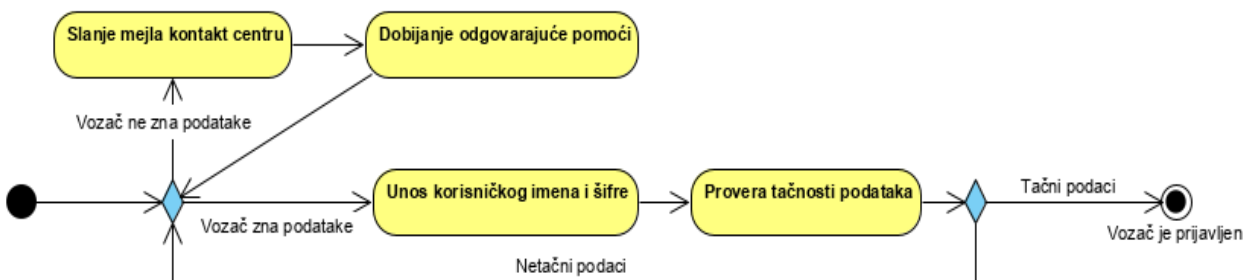 Slanje mejla kontakt centru
Dobijanje odgovarajuće pomoći
Vozač ne zna podatake
Unos korisničkog imena i šifre
Provera tačnosti podataka
Tačni podaci
Vozač zna podatake
Vozač je prijavljen
Netačni podaci